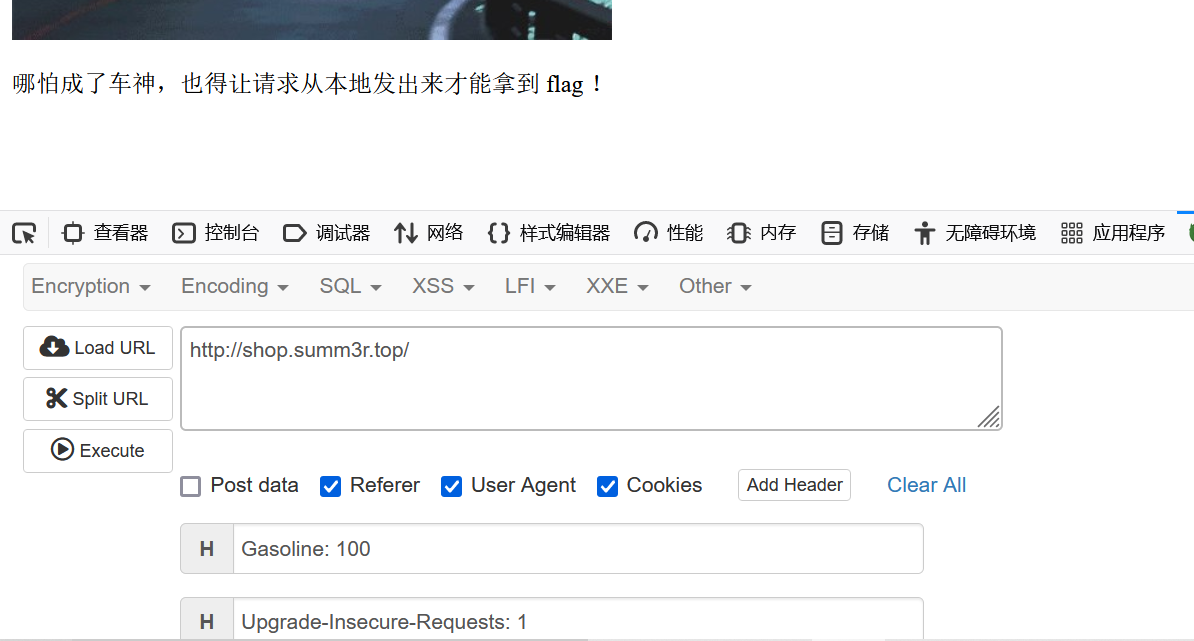 哪怕成了车神，也得让请求从本地发出来才能拿到 flag ！
查看器 控制台 调试器 网络 样式编辑器 性能 内存 存储 无障碍环境 应用程序
Encryption Encoding SQL XSS LFI XXE Other
Load URL http://shop.summ3r.top/
Split URL
Execute
Post data Referer User Agent Cookies Add Header Clear All
H Gasoline: 100
H Upgrade-Insecure-Requests: 1